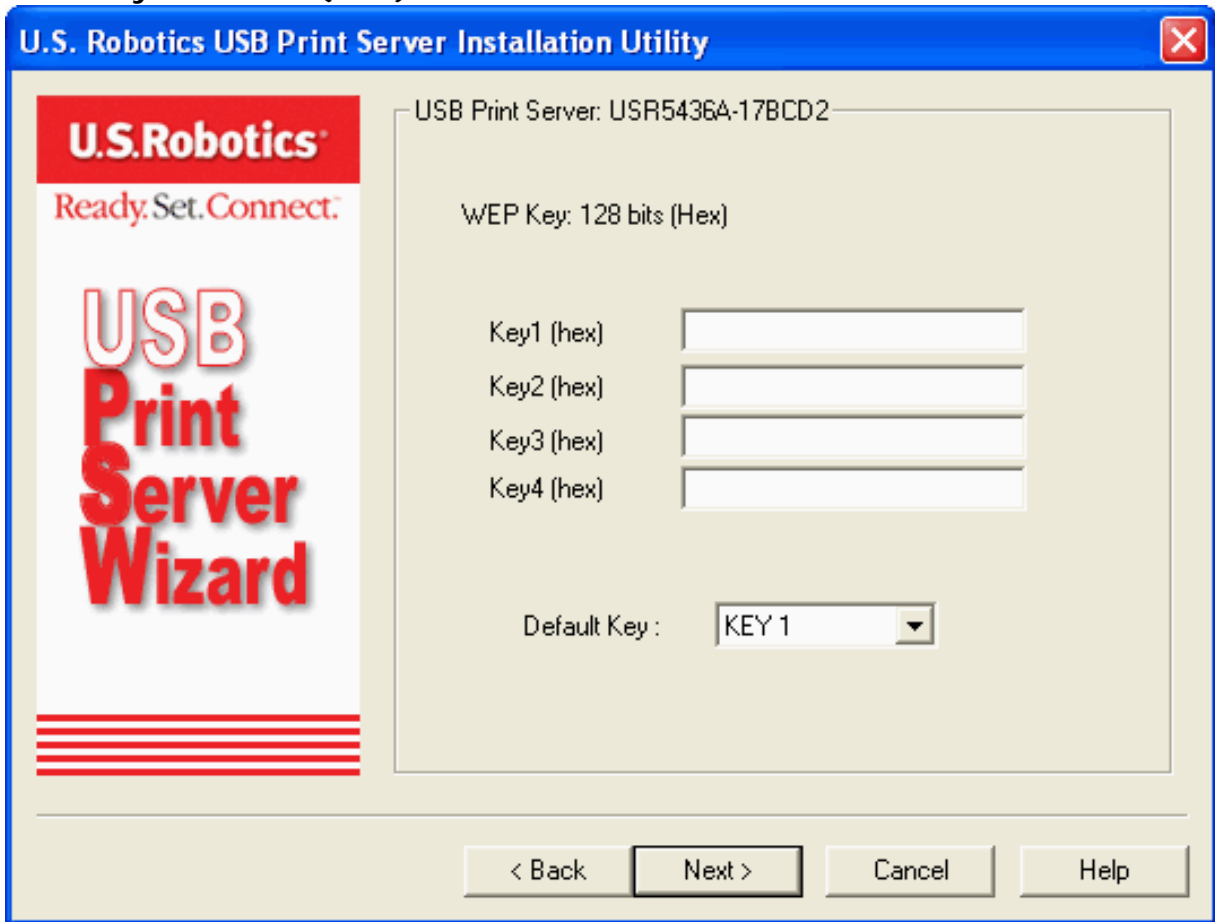 U.S. Robotics USB Print Server Installation Utility
U.S.Robotics
Ready. Set. Connect.
USB
Print
Server
Wizard
USB Print Server: USR5436A-17BCD2
WEP Key: 128 bits (Hex)
Key1 (hex)
Key2 (hex)
Key3 (hex)
Key4 (hex)
Default Key :
KEY 1
< Back
Next >
Cancel
Help